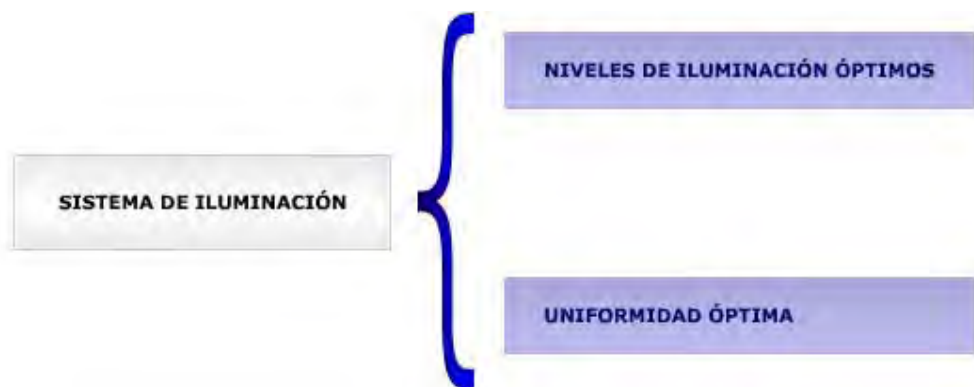 NIVELES DE ILUMINACIÓN ÓPTIMOS
SISTEMA DE ILUMINACIÓN
UNIFORMIDAD ÓPTIMA